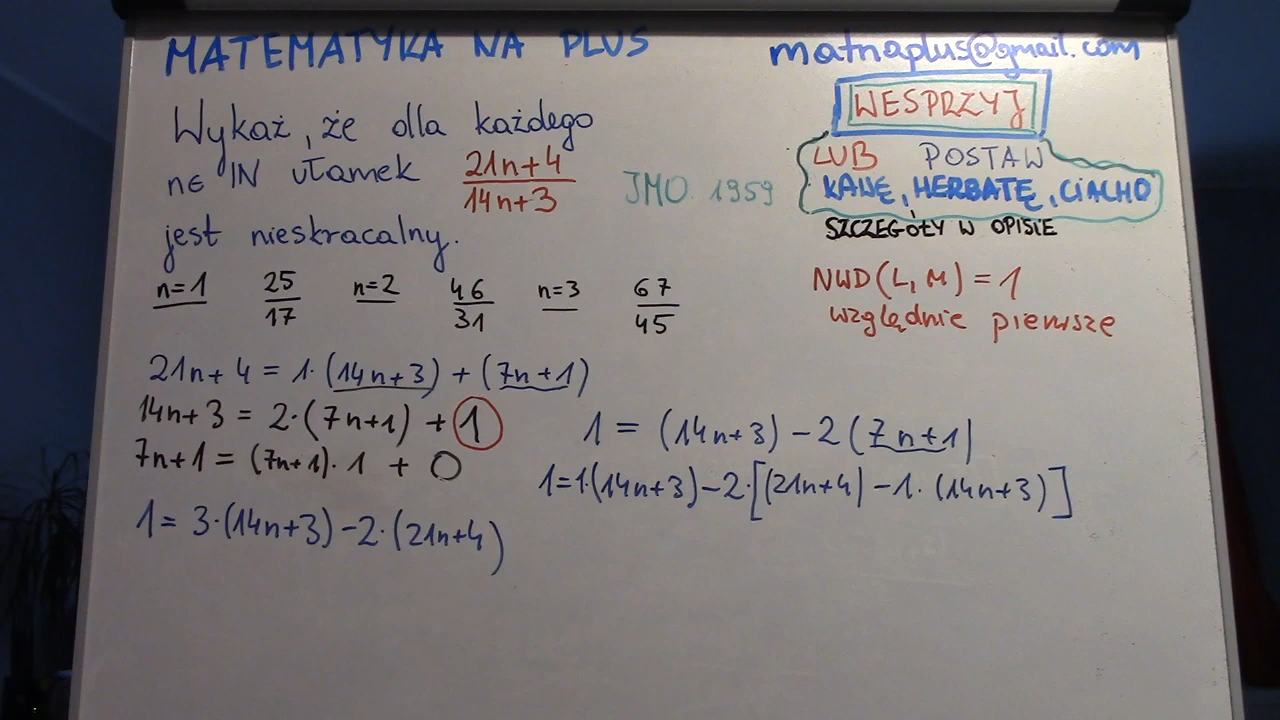 MATEMATYKA NA PLUS
matnaplus@gmail.com
WESPRZYJ
LUB POSTAW
KAWĘ, HERBATĘ, CIACHO
SZCZEGÓŁY W OPISIE
Wykaż, że dla każdego
n∈ ℕ ułamek 21n+4/14n+3
JMO 1959
jest nieskracalny.
n=1 25/17 n=2 46/31 n=3 67/45
NWD(L, M) = 1
względnie pierwsze
21n+4 = 1·(14n+3) + (7n+1)
14n+3 = 2·(7n+1) + 1
7n+1 = (7n+1)·1 + 0
1 = 3·(14n+3) - 2·(21n+4)
1 = (14n+3) - 2(7n+1)
1=1·(14n+3) - 2·[(21n+4) - 1·(14n+3)]